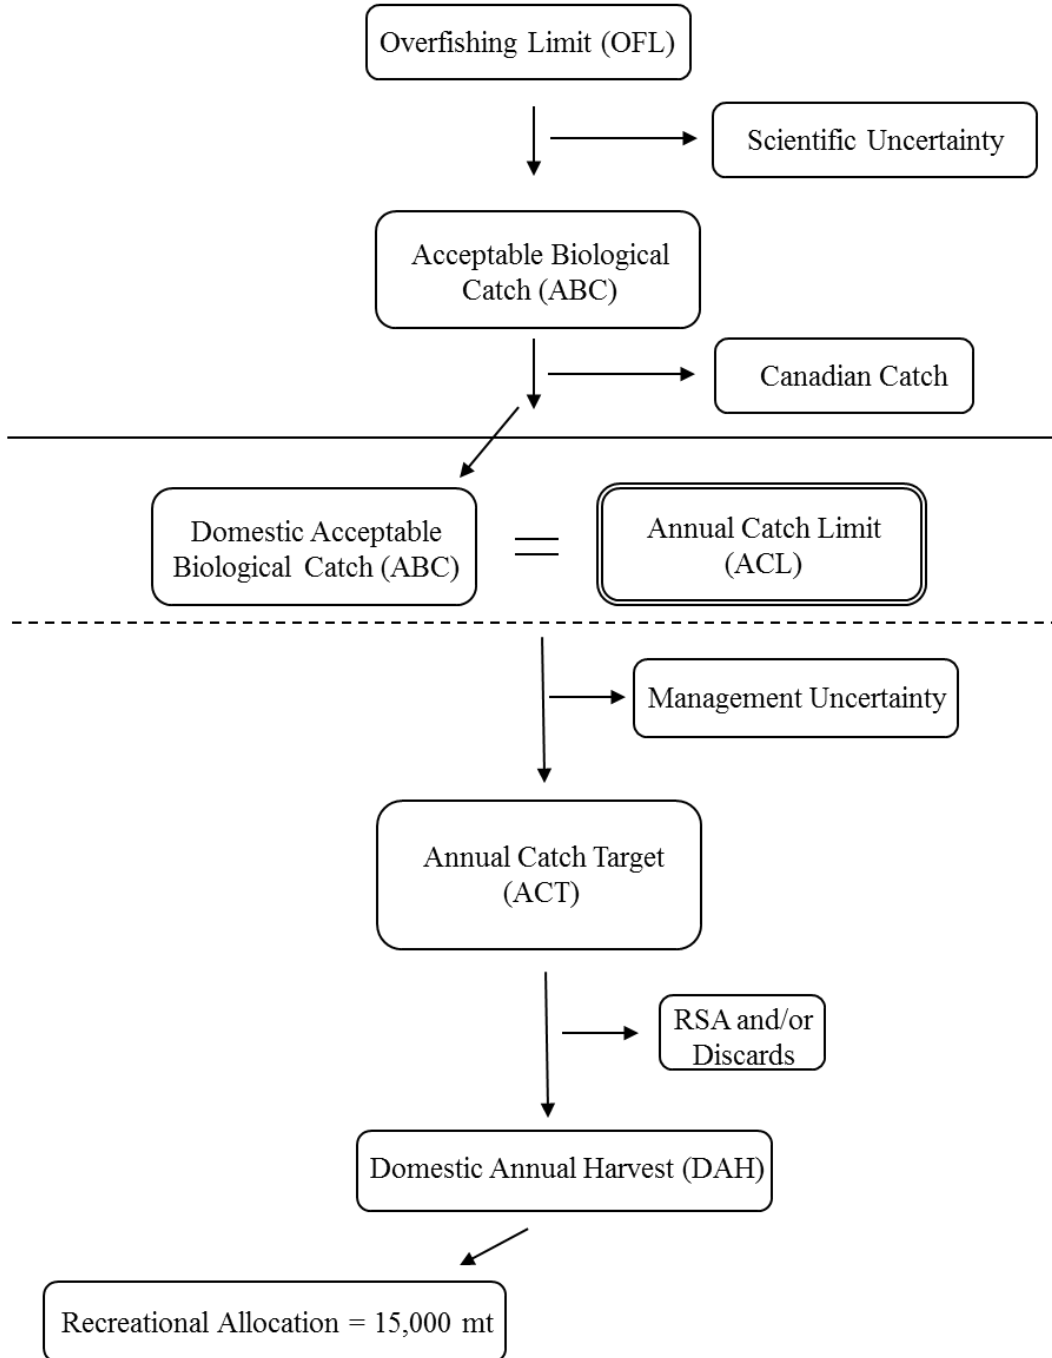 Overfishing Limit (OFL)
Scientific Uncertainty
Acceptable Biological
Catch (ABC)
Canadian Catch
Domestic Acceptable
Biological Catch (ABC)
Annual Catch Limit
(ACL)
Management Uncertainty
Annual Catch Target
(ACT)
RSA and/or
Discards
Domestic Annual Harvest (DAH)
Recreational Allocation = 15,000 mt